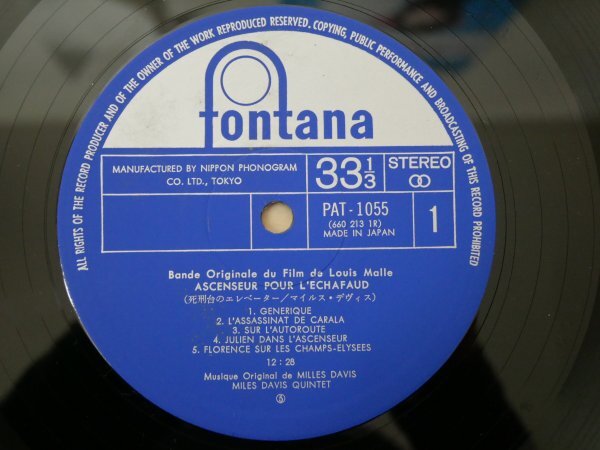 ALL RIGHTS OF THE RECORD PRODUCER AND OF THE OWNER OF THE WORK REPRODUCED RESERVED. COPYING, PUBLIC PERFORMANCE AND BROADCASTING OF THIS RECORD PROHIBITED
fontana
MANUFACTURED BY NIPPON PHONOGRAM
CO. LTD., TOKYO
33 1/3
STEREO
PAT-1055
(660 213 1R)
MADE IN JAPAN
1
Bande Originale du Film de Louis Malle
ASCENSEUR POUR L'ECHAFAUD
(死刑台のエレベーター/マイルス・デヴィス)
1. GENERIQUE
2. L'ASSASSINAT DE CARALA
3. SUR L'AUTOROUTE
4. JULIEN DANS L'ASCENSEUR
5. FLORENCE SUR LES CHAMPS-ELYSEES
12:28
Musique Original de MILLES DAVIS
MILES DAVIS QUINTET